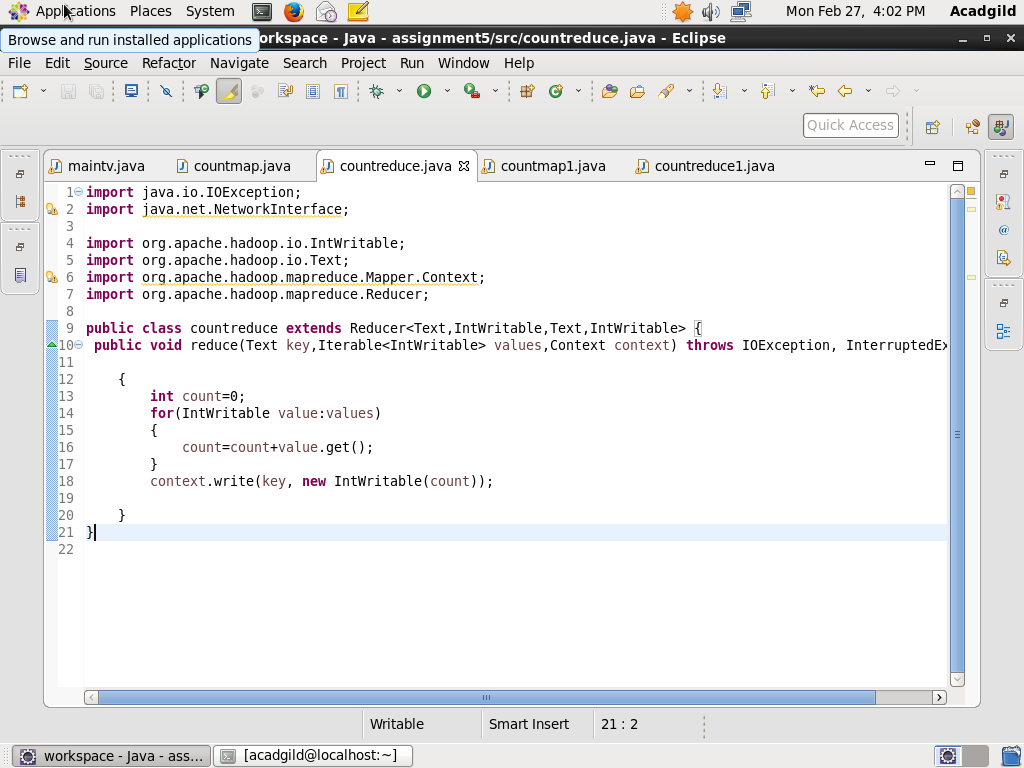 Applications Places System Mon Feb 27, 4:02 PM Acadgild
Browse and run installed applications
orkspace - Java - assignment5/src/countreduce.java - Eclipse
File Edit Source Refactor Navigate Search Project Run Window Help
Quick Access
maintv.java countmap.java countreduce.java countmap1.java countreduce1.java
1 import java.io.IOException;
2 import java.net.NetworkInterface;
3
4 import org.apache.hadoop.io.IntWritable;
5 import org.apache.hadoop.io.Text;
6 import org.apache.hadoop.mapreduce.Mapper.Context;
7 import org.apache.hadoop.mapreduce.Reducer;
8
9 public class countreduce extends Reducer<Text,IntWritable,Text,IntWritable> {
10 public void reduce(Text key,Iterable<IntWritable> values,Context context) throws IOException, InterruptedEx
11
12 {
13 int count=0;
14 for(IntWritable value:values)
15 {
16 count=count+value.get();
17 }
18 context.write(key, new IntWritable(count));
19
20 }
21 }
22
Writable Smart Insert 21 : 2
workspace - Java - ass... [acadgild@localhost:~]